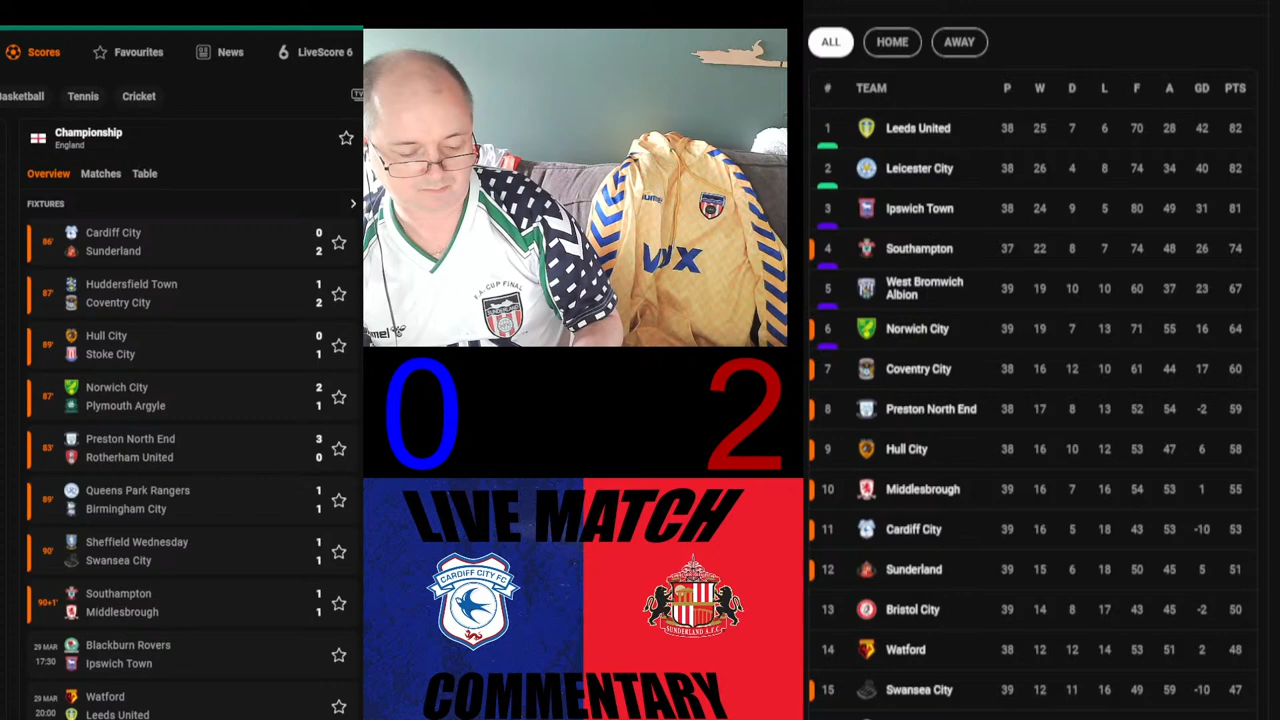 Scores
Favourites
News
6 LiveScore 6
Basketball
Tennis
Cricket
TV
Championship
England
Overview
Matches
Table
FIXTURES
86' Cardiff City 0
Sunderland 2
87' Huddersfield Town 1
Coventry City 2
89' Hull City 0
Stoke City 1
87' Norwich City 2
Plymouth Argyle 1
83' Preston North End 3
Rotherham United 0
89' Queens Park Rangers 1
Birmingham City 1
90' Sheffield Wednesday 1
Swansea City 1
90+1' Southampton 1
Middlesbrough 1
29 MAR Blackburn Rovers
17:30 Ipswich Town
29 MAR Watford
20:00 Leeds United
F.A. CUP FINAL
SUNDERLAND
hummel
0 2
LIVE MATCH
CARDIFF CITY FC
SUNDERLAND A.F.C.
COMMENTARY
ALL HOME AWAY
# TEAM P W D L F A GD PTS
1 Leeds United 38 25 7 6 70 28 42 82
2 Leicester City 38 26 4 8 74 34 40 82
3 Ipswich Town 38 24 9 5 80 49 31 81
4 Southampton 37 22 8 7 74 48 26 74
5 West Bromwich Albion 39 19 10 10 60 37 23 67
6 Norwich City 39 19 7 13 71 55 16 64
7 Coventry City 38 16 12 10 61 44 17 60
8 Preston North End 38 17 8 13 52 54 -2 59
9 Hull City 38 16 10 12 53 47 6 58
10 Middlesbrough 39 16 7 16 54 53 1 55
11 Cardiff City 39 16 5 18 43 53 -10 53
12 Sunderland 39 15 6 18 50 45 5 51
13 Bristol City 39 14 8 17 43 45 -2 50
14 Watford 38 12 12 14 53 51 2 48
15 Swansea City 39 12 11 16 49 59 -10 47